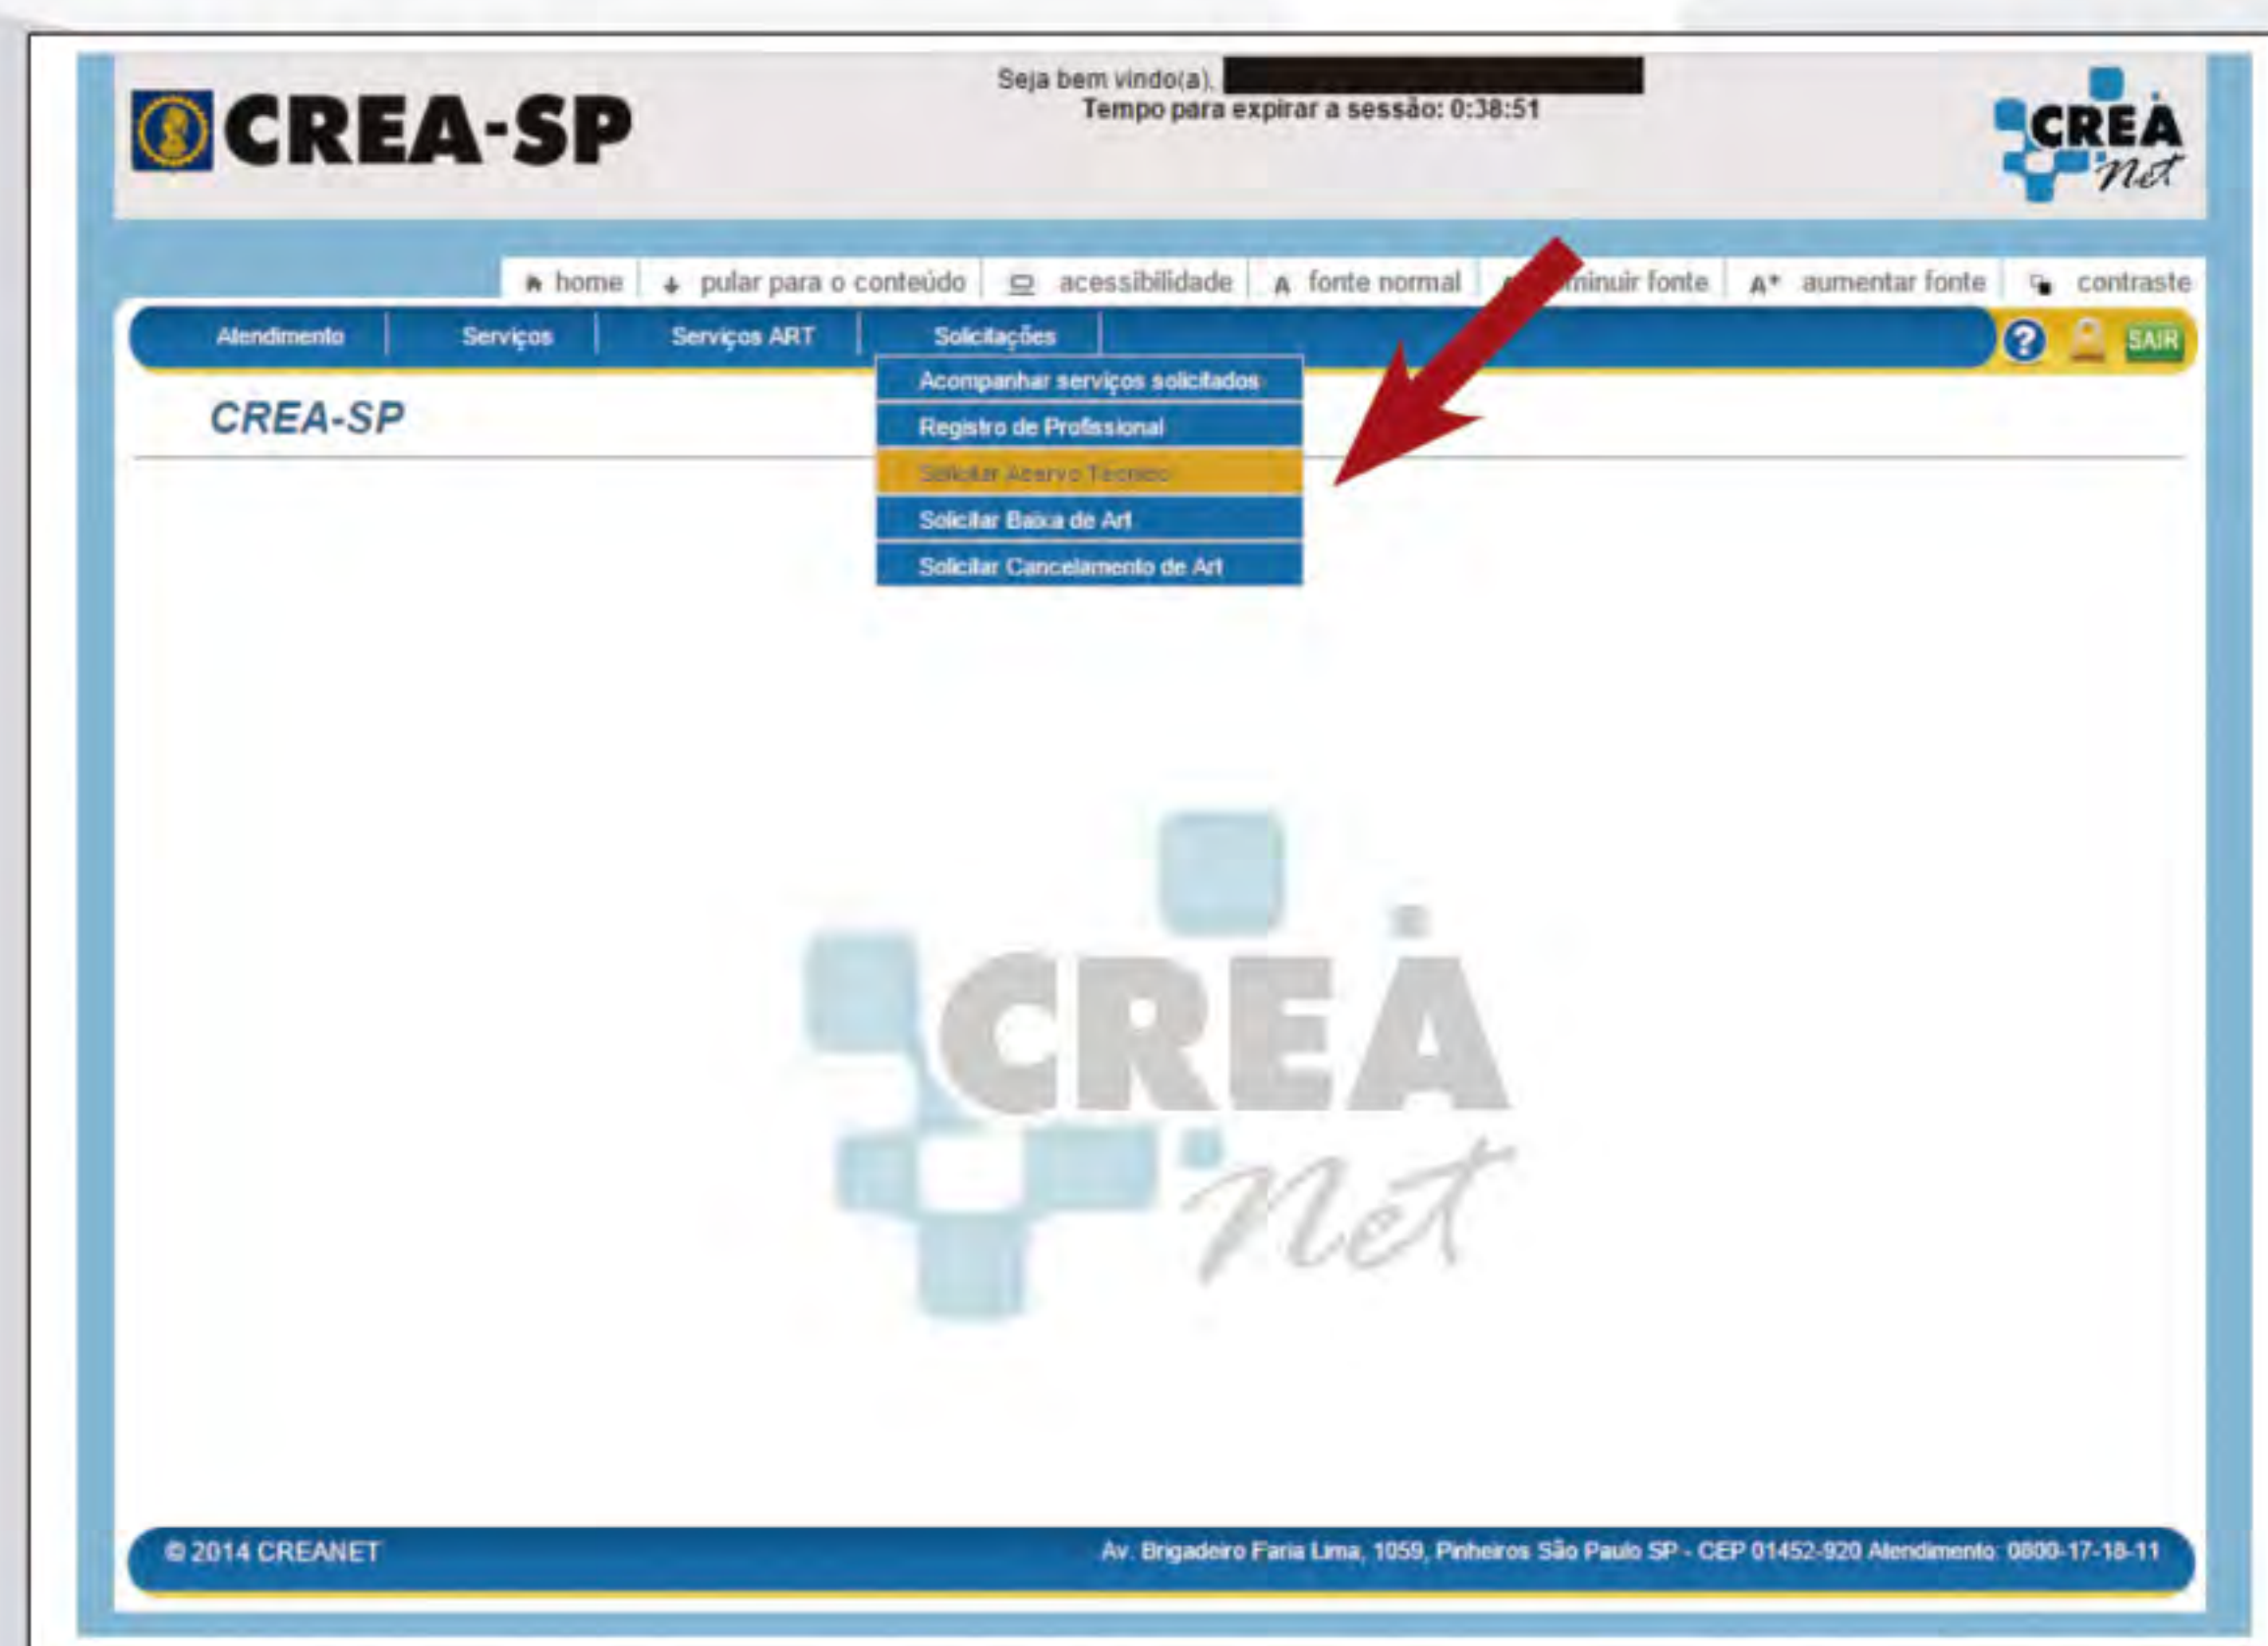 CREA-SP
Seja bem vindo(a),
Tempo para expirar a sessão: 0:38:51
CREA
Net
home
pular para o conteúdo
acessibilidade
A fonte normal
minuir fonte
A+ aumentar fonte
contraste
Atendimento
Serviços
Serviços ART
Solicitações
?
SAIR
Acompanhar serviços solicitados
Registro de Profissional
Solicitar Acervo Técnico
Solicitar Baixa de Art
Solicitar Cancelamento de Art
CREA-SP
CREA
Net
© 2014 CREANET
Av. Brigadeiro Faria Lima, 1059, Pinheiros São Paulo SP - CEP 01452-920 Atendimento: 0800-17-18-11